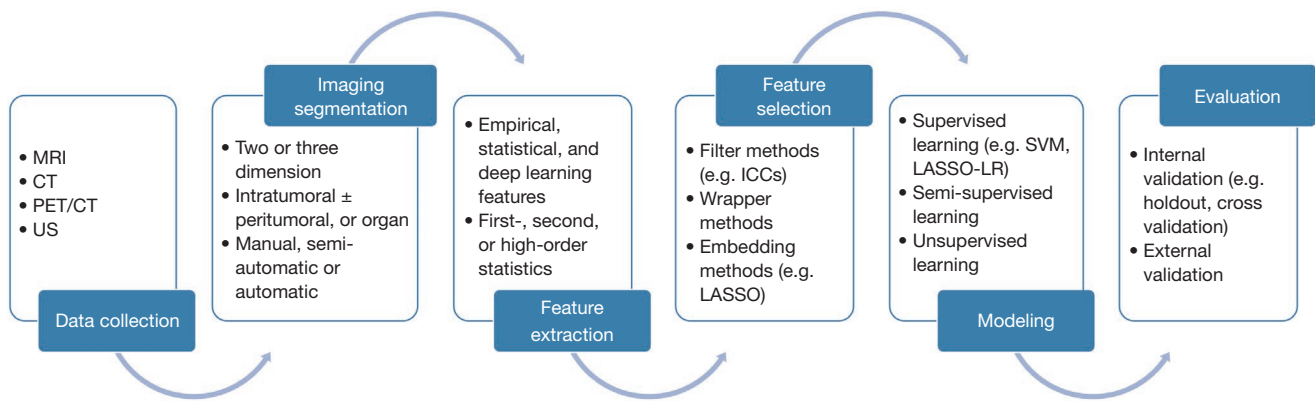 • MRI
• CT
• PET/CT
• US
Data collection
Imaging
segmentation
• Two or three
dimension
• Intratumoral ±
peritumoral, or organ
• Manual, semi-
automatic or
automatic
• Empirical,
statistical, and
deep learning
features
• First-, second,
or high-order
statistics
Feature
extraction
Feature
selection
• Filter methods
(e.g. ICCs)
• Wrapper
methods
• Embedding
methods (e.g.
LASSO)
• Supervised
learning (e.g. SVM,
LASSO-LR)
• Semi-supervised
learning
• Unsupervised
learning
Modeling
Evaluation
• Internal
validation (e.g.
holdout, cross
validation)
• External
validation